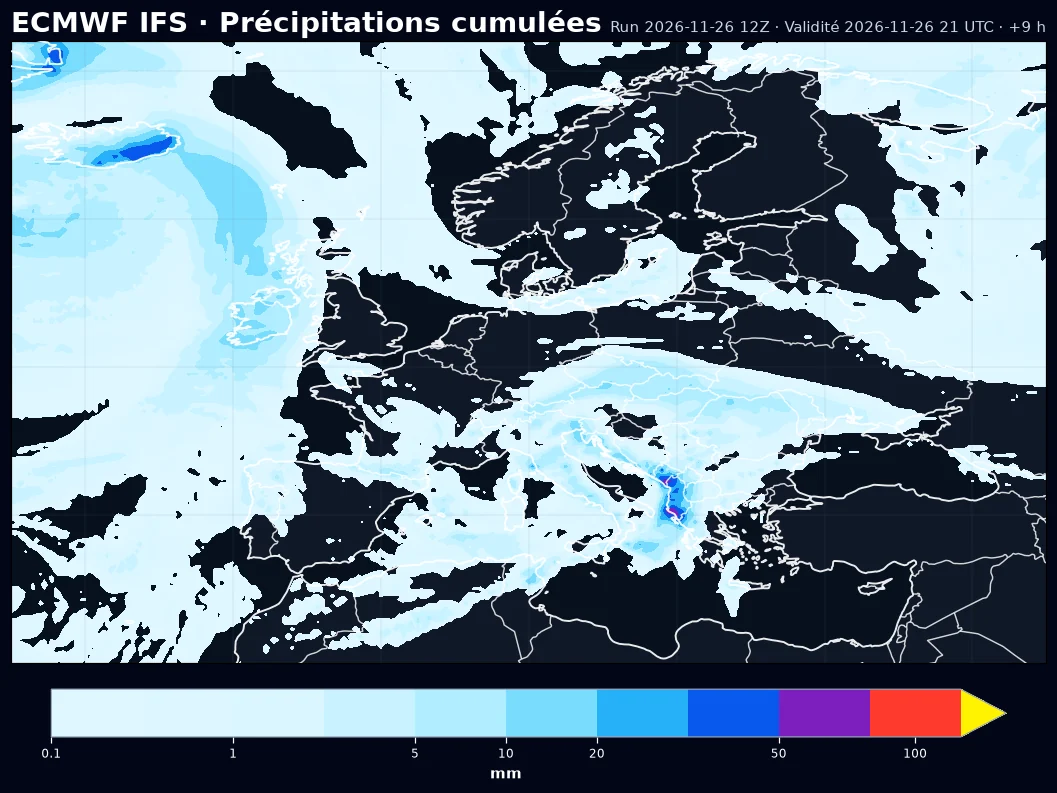 ECMWF IFS · Précipitations cumulées Run 2026-11-26 12Z · Validité 2026-11-26 21 UTC · +9 h
0.1 1 5 10 20 50 100
mm